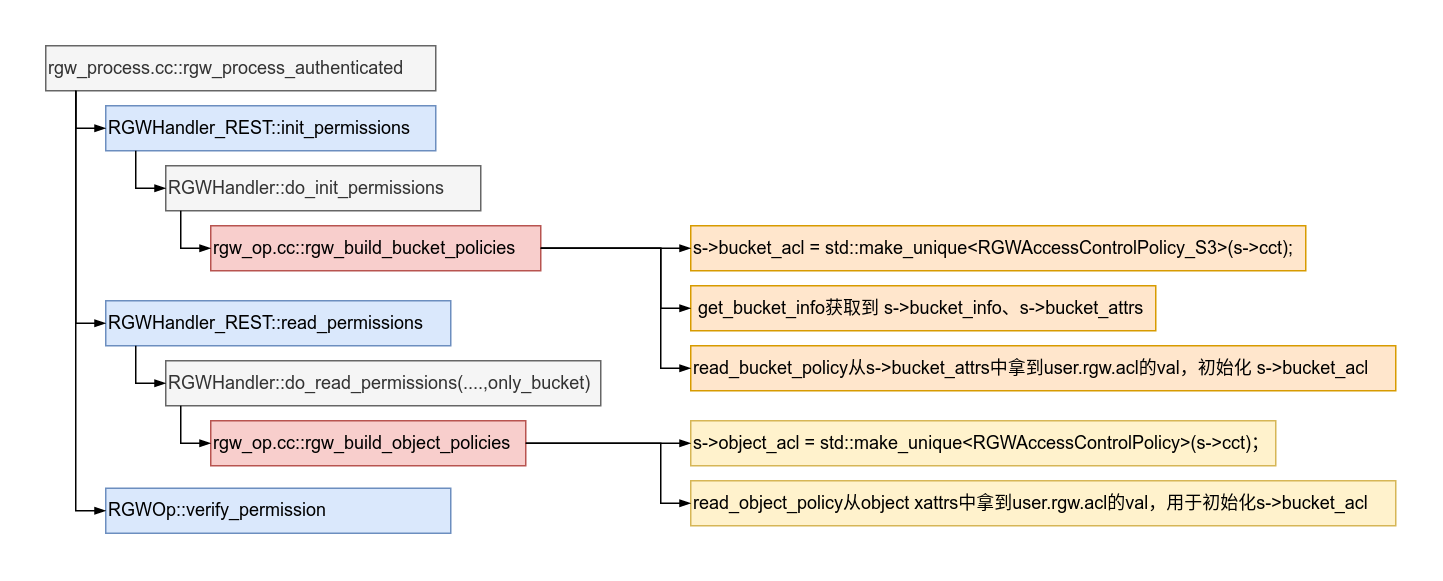 rgw_process.cc::rgw_process_authenticated
RGWHandler_REST::init_permissions
RGWHandler::do_init_permissions
rgw_op.cc::rgw_build_bucket_policies
s->bucket_acl = std::make_unique<RGWAccessControlPolicy_S3>(s->cct);
get_bucket_info获取到 s->bucket_info、s->bucket_attrs
read_bucket_policy从s->bucket_attrs中拿到user.rgw.acl的val，初始化 s->bucket_acl
RGWHandler_REST::read_permissions
RGWHandler::do_read_permissions(....,only_bucket)
rgw_op.cc::rgw_build_object_policies
s->object_acl = std::make_unique<RGWAccessControlPolicy>(s->cct);
read_object_policy从object xattrs中拿到user.rgw.acl的val，用于初始化s->bucket_acl
RGWOp::verify_permission